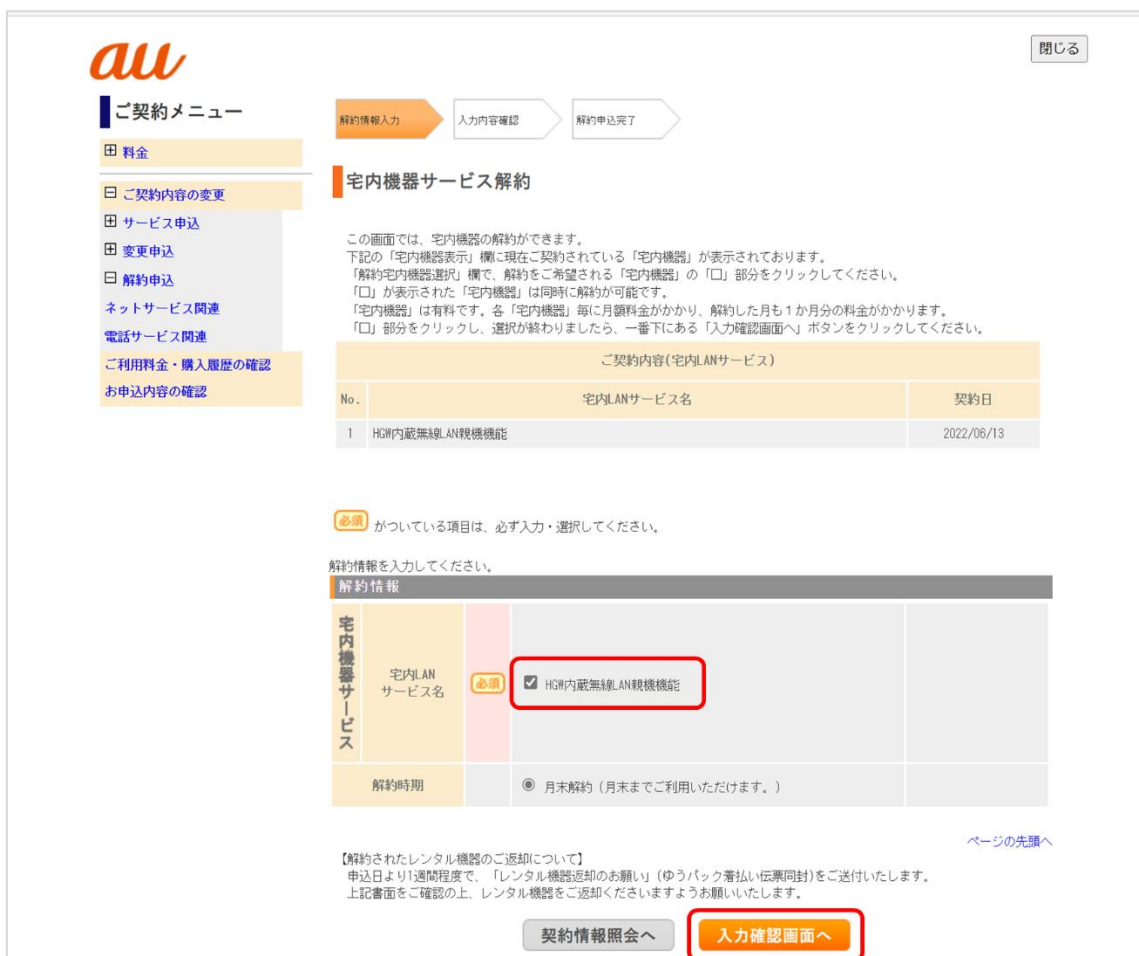 au
閉じる
ご契約メニュー
料金
ご契約内容の変更
サービス申込
変更申込
解約申込
ネットサービス関連
電話サービス関連
ご利用料金・購入履歴の確認
お申込内容の確認
解約情報入力
入力内容確認
解約申込完了
宅内機器サービス解約
この画面では、宅内機器の解約ができます。
下記の「宅内機器表示」欄に現在ご契約されている「宅内機器」が表示されております。
「解約宅内機器選択」欄で、解約をご希望される「宅内機器」の「口」部分をクリックしてください。
「口」が表示された「宅内機器」は同時に解約が可能です。
「宅内機器」は有料です。各「宅内機器」毎に月額料金がかかり、解約した月も1か月分の料金がかかります。
「口」部分をクリックし、選択が終わりましたら、一番下にある「入力確認画面へ」ボタンをクリックしてください。
ご契約内容(宅内LANサービス)
No. 宅内LANサービス名 契約日
1 HGW内蔵無線LAN親機機能 2022/06/13
必須 がついている項目は、必ず入力・選択してください。
解約情報を入力してください。
解約情報
宅内機器サービス
宅内LAN
サービス名
必須
HGW内蔵無線LAN親機機能
解約時期
月末解約(月末までご利用いただけます。)
ページの先頭へ
【解約されたレンタル機器のご返却について】
申込日より1週間程度で、「レンタル機器返却のお願い」(ゆうパック着払い伝票同封)をご送付いたします。
上記書面をご確認の上、レンタル機器をご返却くださいますようお願いいたします。
契約情報照会へ
入力確認画面へ